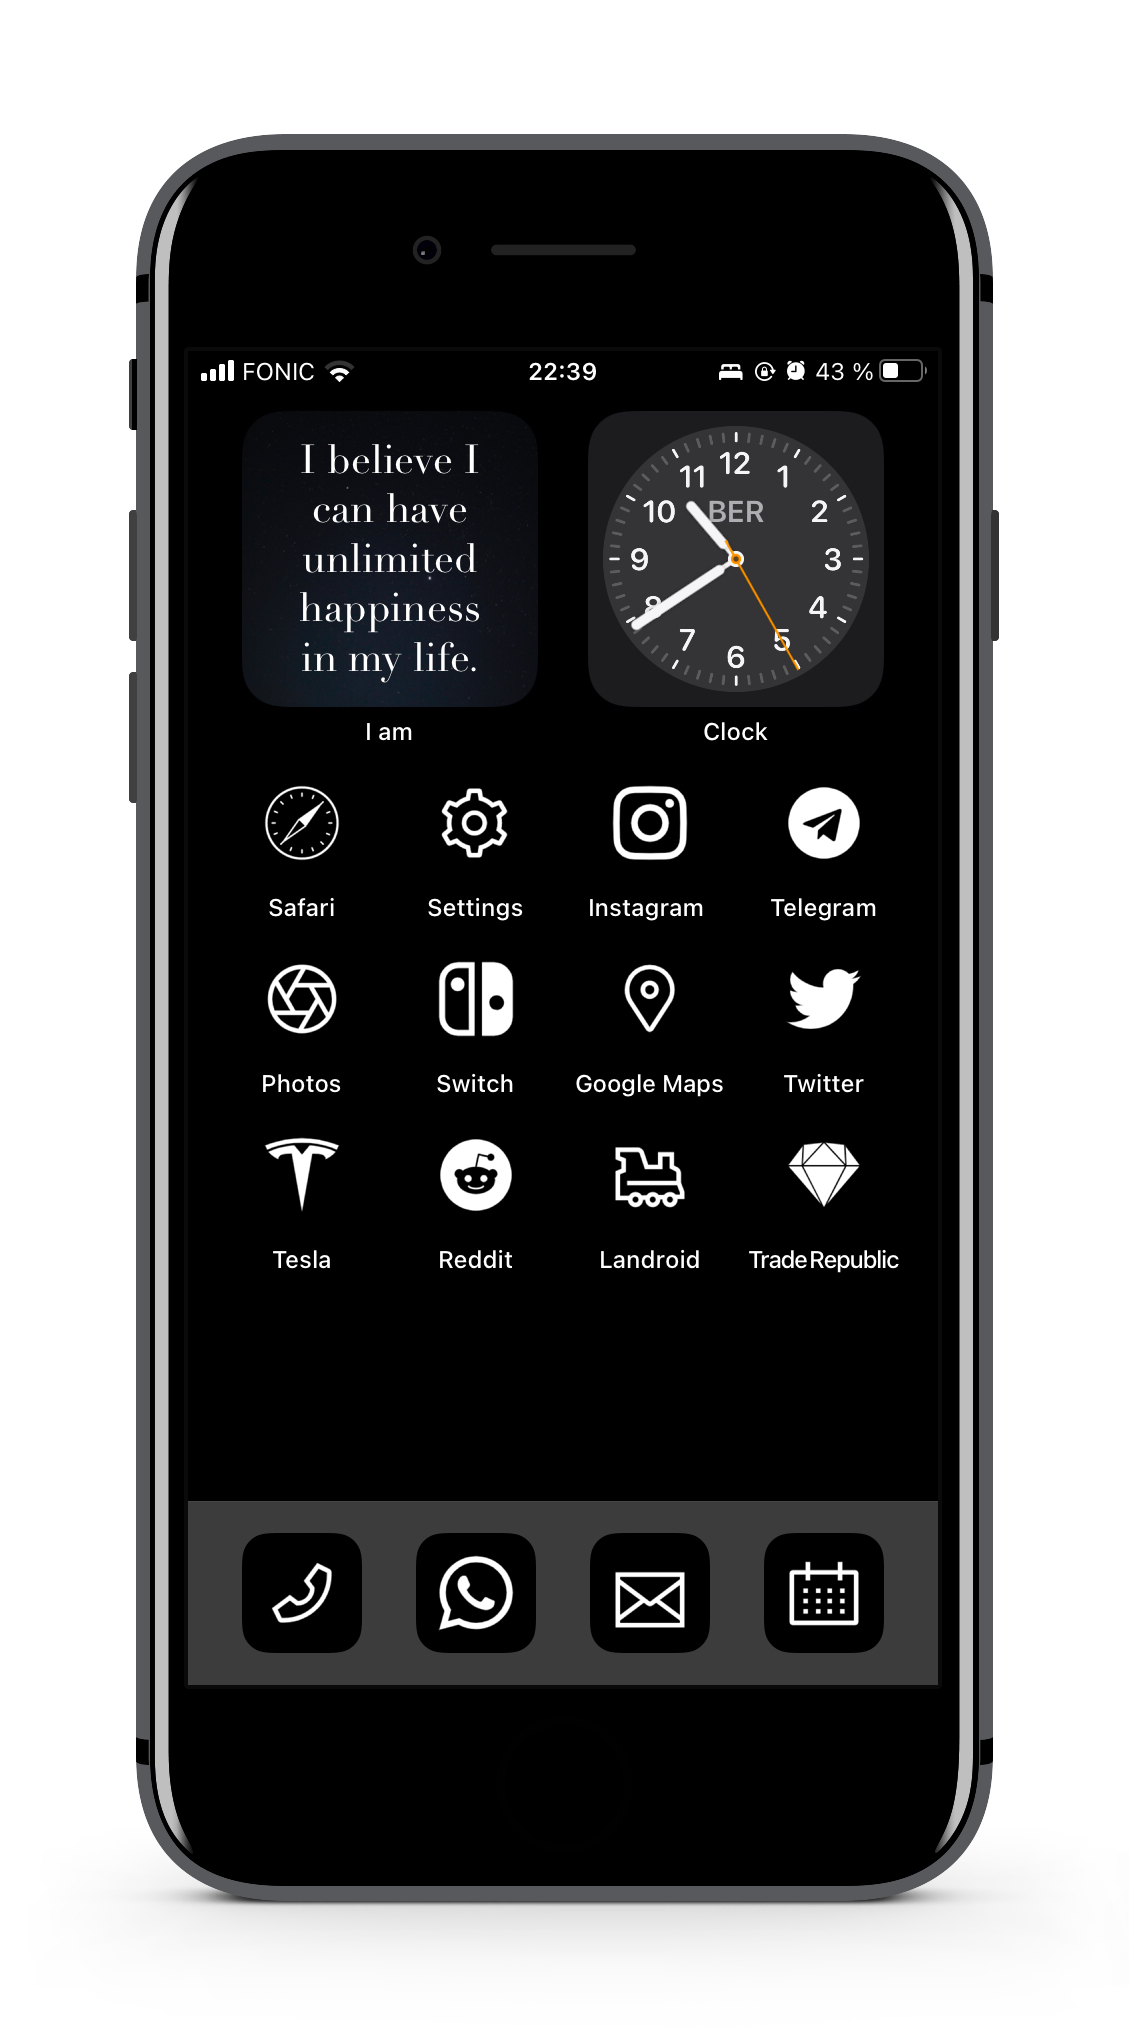 FONIC 22:39 43 %
I believe I
can have
unlimited
happiness
in my life.
12
11 1
10 BER 2
9 3
8 4
7 5
6
I am Clock
Safari Settings Instagram Telegram
Photos Switch Google Maps Twitter
Tesla Reddit Landroid Trade Republic